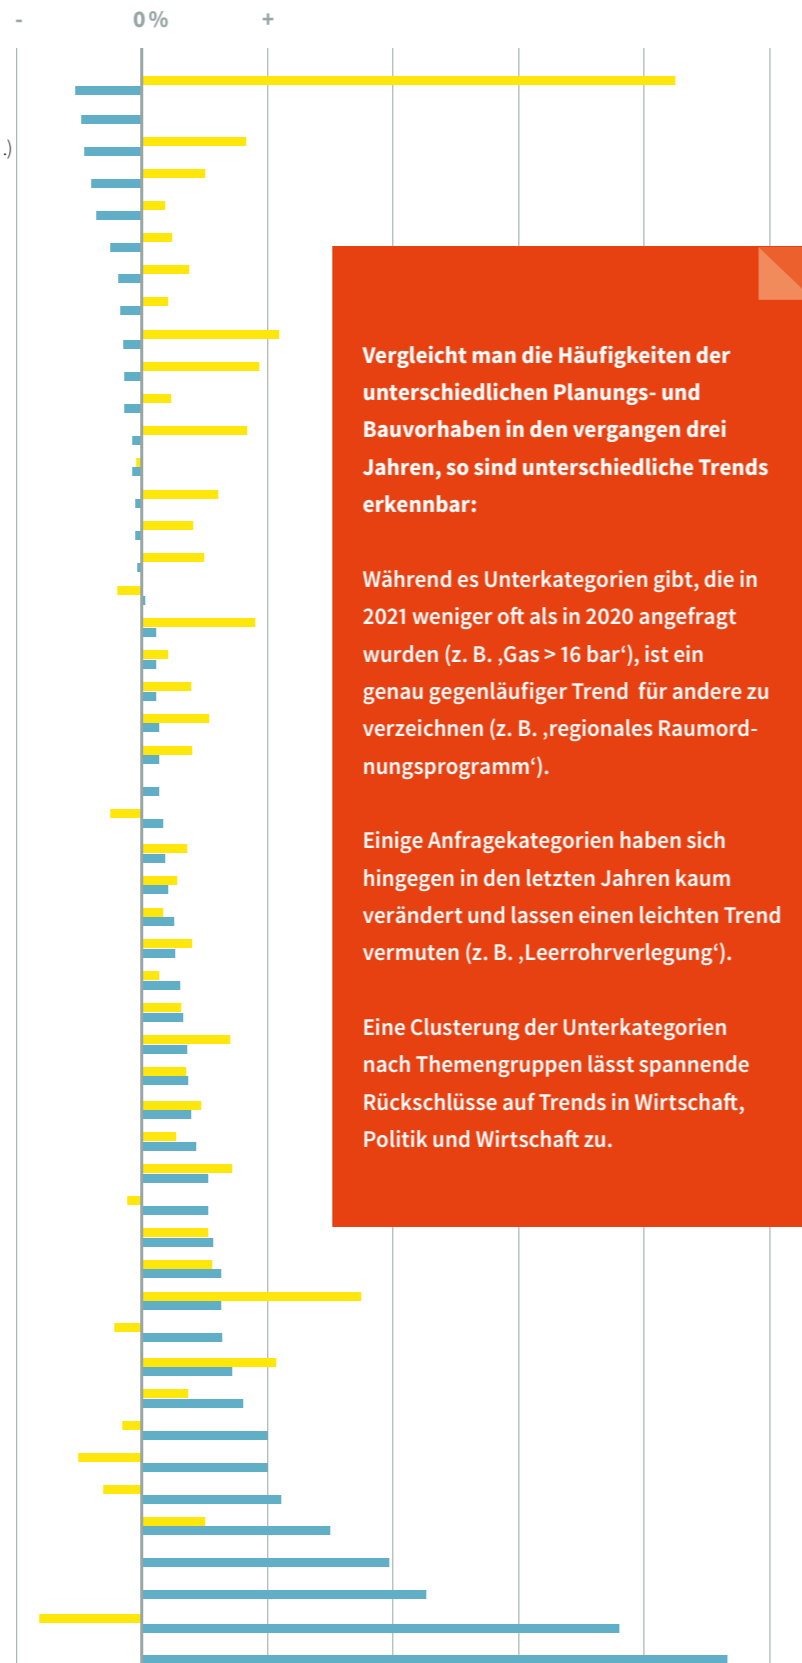 - 0 % +
.)
Vergleicht man die Häufigkeiten der
unterschiedlichen Planungs- und
Bauvorhaben in den vergangen drei
Jahren, so sind unterschiedliche Trends
erkennbar:
Während es Unterkategorien gibt, die in
2021 weniger oft als in 2020 angefragt
wurden (z. B. ‚Gas > 16 bar‘), ist ein
genau gegenläufiger Trend  für andere zu
verzeichnen (z. B. ‚regionales Raumord-
nungsprogramm‘).
Einige Anfragekategorien haben sich
hingegen in den letzten Jahren kaum
verändert und lassen einen leichten Trend
vermuten (z. B. ‚Leerrohrverlegung‘).
Eine Clusterung der Unterkategorien
nach Themengruppen lässt spannende
Rückschlüsse auf Trends in Wirtschaft,
Politik und Wirtschaft zu.